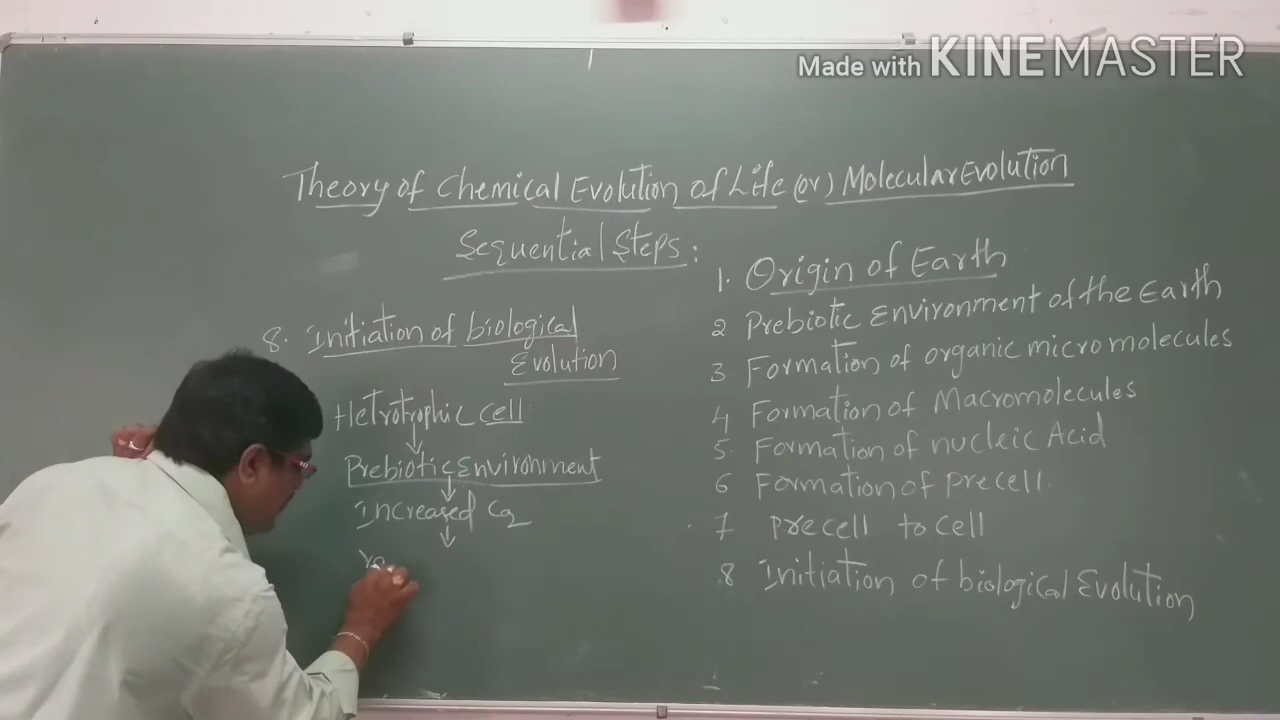 Made with KINEMASTER
Theory of Chemical Evolution of Life (or) Molecular Evolution
Sequential Steps:
8. Initiation of biological
Evolution
Hetrotrophic cell
Prebiotic Environment
Increased Co2
1. Origin of Earth
2 Prebiotic Environment of the Earth
3 Formation of organic micro molecules
4 Formation of Macromolecules
5. Formation of nucleic Acid
6 Formation of precell
7 precell to cell
8 Initiation of biological Evolution